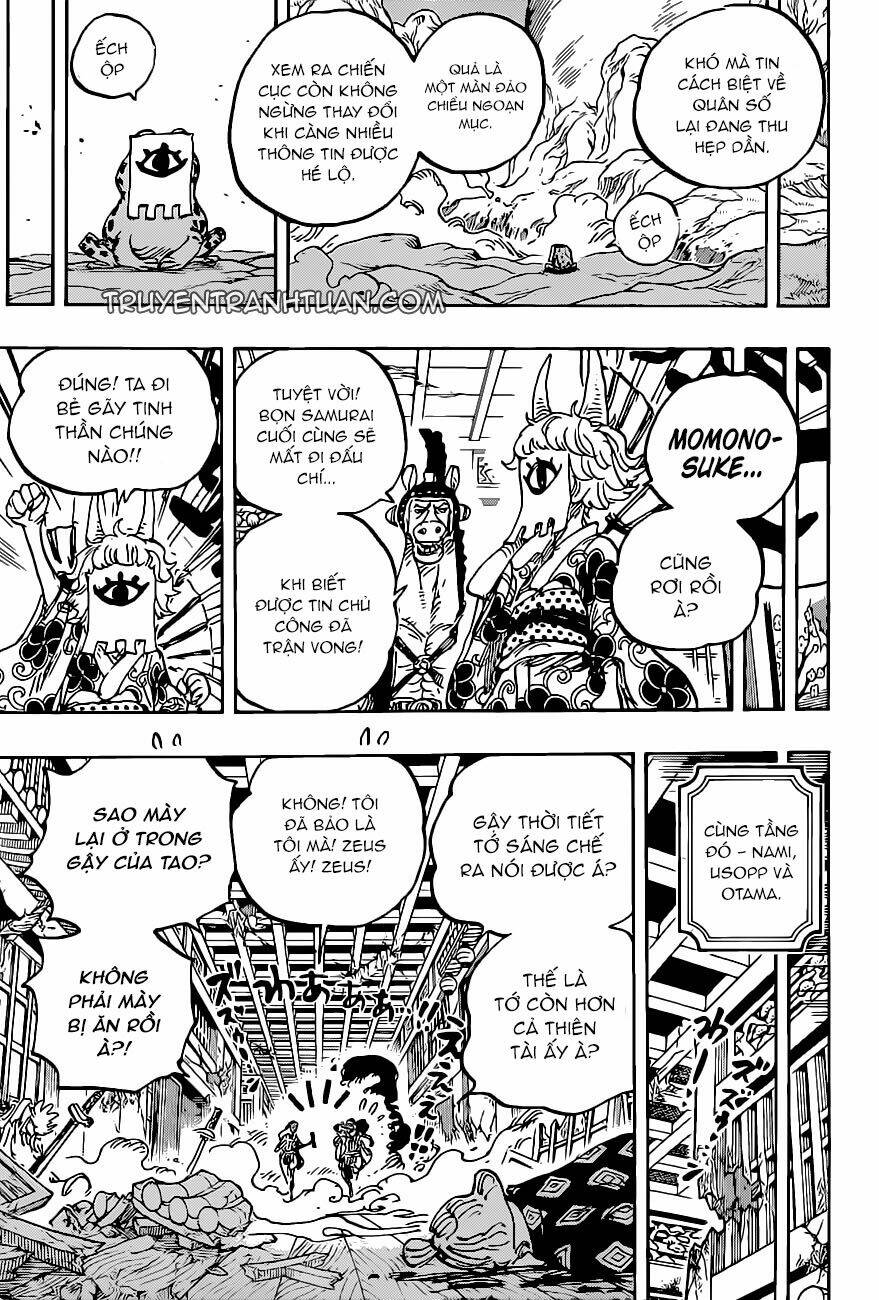 KHÓ MÀ TIN
CÁCH BIỆT VỀ
QUÂN SỐ
LẠI ĐANG THU
HẸP DẦN.
ẾCH
ỘP
QUẢ LÀ
MỘT MÀN ĐẢO
CHIỀU NGOẠN
MỤC.
XEM RA CHIẾN
CỤC CÒN KHÔNG
NGỪNG THAY ĐỔI
KHI CÀNG NHIỀU
THÔNG TIN ĐƯỢC
HÉ LỘ.
ẾCH
ỘP
TRUYENTRANHTUAN.COM
MOMONO-
SUKE...
CŨNG
RƠI RỒI
À?
TUYỆT VỜI!
BỌN SAMURAI
CUỐI CÙNG SẼ
MẤT ĐI ĐẤU
CHÍ...
KHI BIẾT
ĐƯỢC TIN CHỦ
CÔNG ĐÃ
TRẬN VONG!
ĐÚNG! TA ĐI
BẺ GÃY TINH
THẦN CHÚNG
NÀO!!
CÙNG TẦNG
ĐÓ – NAMI,
USOPP VÀ
OTAMA.
GẬY THỜI TIẾT
TỚ SÁNG CHẾ
RA NÓI ĐƯỢC Á?
THẾ LÀ
TỚ CÒN HƠN
CẢ THIÊN
TÀI ẤY À?
KHÔNG! TÔI
ĐÃ BẢO LÀ
TÔI MÀ! ZEUS
ẤY! ZEUS!
SAO MÀY
LẠI Ở TRONG
GẬY CỦA TAO?
KHÔNG
PHẢI MÀY
BỊ ĂN RỒI
À?!